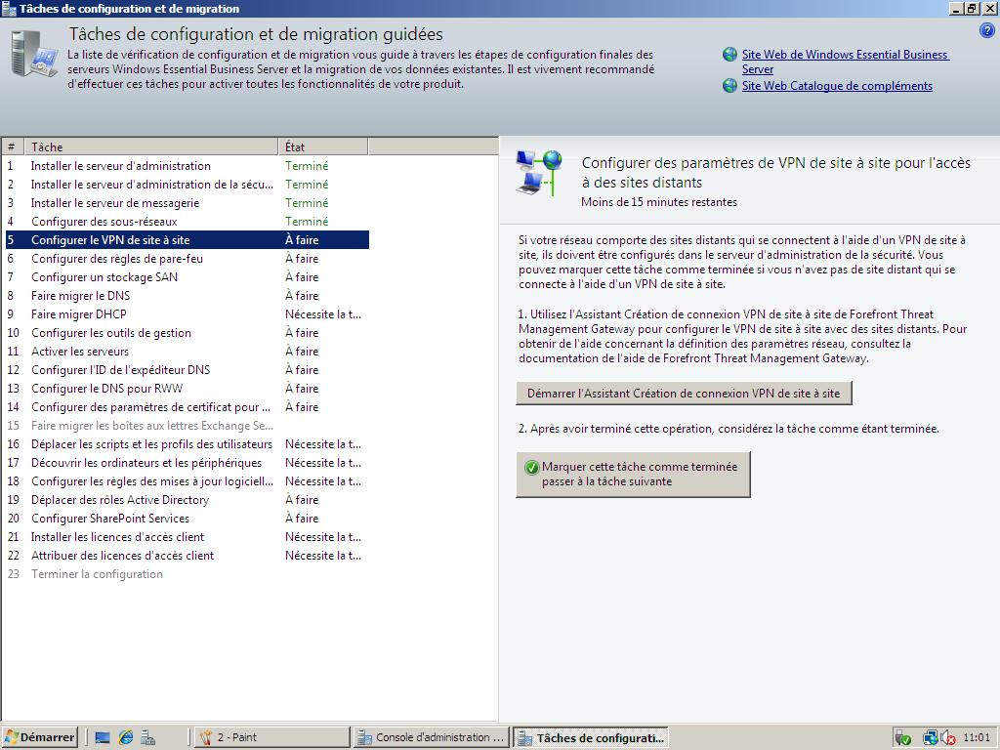 Tâches de configuration et de migration
Tâches de configuration et de migration guidées
La liste de vérification de configuration et de migration vous guide à travers les étapes de configuration finales des
serveurs Windows Essential Business Server et la migration de vos données existantes. Il est vivement recommandé
d'effectuer ces tâches pour activer toutes les fonctionnalités de votre produit.
Site Web de Windows Essential Business
Server
Site Web Catalogue de compléments
# Tâche État
1 Installer le serveur d'administration Terminé
2 Installer le serveur d'administration de la sécu... Terminé
3 Installer le serveur de messagerie Terminé
4 Configurer des sous-réseaux Terminé
5 Configurer le VPN de site à site À faire
6 Configurer des règles de pare-feu À faire
7 Configurer un stockage SAN À faire
8 Faire migrer le DNS À faire
9 Faire migrer DHCP Nécessite la t...
10 Configurer les outils de gestion À faire
11 Activer les serveurs À faire
12 Configurer l'ID de l'expéditeur DNS À faire
13 Configurer le DNS pour RWW À faire
14 Configurer des paramètres de certificat pour ... À faire
15 Faire migrer les boîtes aux lettres Exchange Se...
16 Déplacer les scripts et les profils des utilisateurs Nécessite la t...
17 Découvrir les ordinateurs et les périphériques Nécessite la t...
18 Configurer les règles des mises à jour logiciell... Nécessite la t...
19 Déplacer des rôles Active Directory À faire
20 Configurer SharePoint Services À faire
21 Installer les licences d'accès client Nécessite la t...
22 Attribuer des licences d'accès client Nécessite la t...
23 Terminer la configuration
Configurer des paramètres de VPN de site à site pour l'accès
à des sites distants
Moins de 15 minutes restantes
Si votre réseau comporte des sites distants qui se connectent à l'aide d'un VPN de site à
site, ils doivent être configurés dans le serveur d'administration de la sécurité. Vous
pouvez marquer cette tâche comme terminée si vous n'avez pas de site distant qui se
connecte à l'aide d'un VPN de site à site.
1. Utilisez l'Assistant Création de connexion VPN de site à site de Forefront Threat
Management Gateway pour configurer le VPN de site à site avec des sites distants. Pour
obtenir de l'aide concernant la définition des paramètres réseau, consultez la
documentation de l'aide de Forefront Threat Management Gateway.
Démarrer l'Assistant Création de connexion VPN de site à site
2. Après avoir terminé cette opération, considérez la tâche comme étant terminée.
Marquer cette tâche comme terminée
passer à la tâche suivante
Démarrer
2 - Paint
Console d'administration ...
Tâches de configurati...
11:01